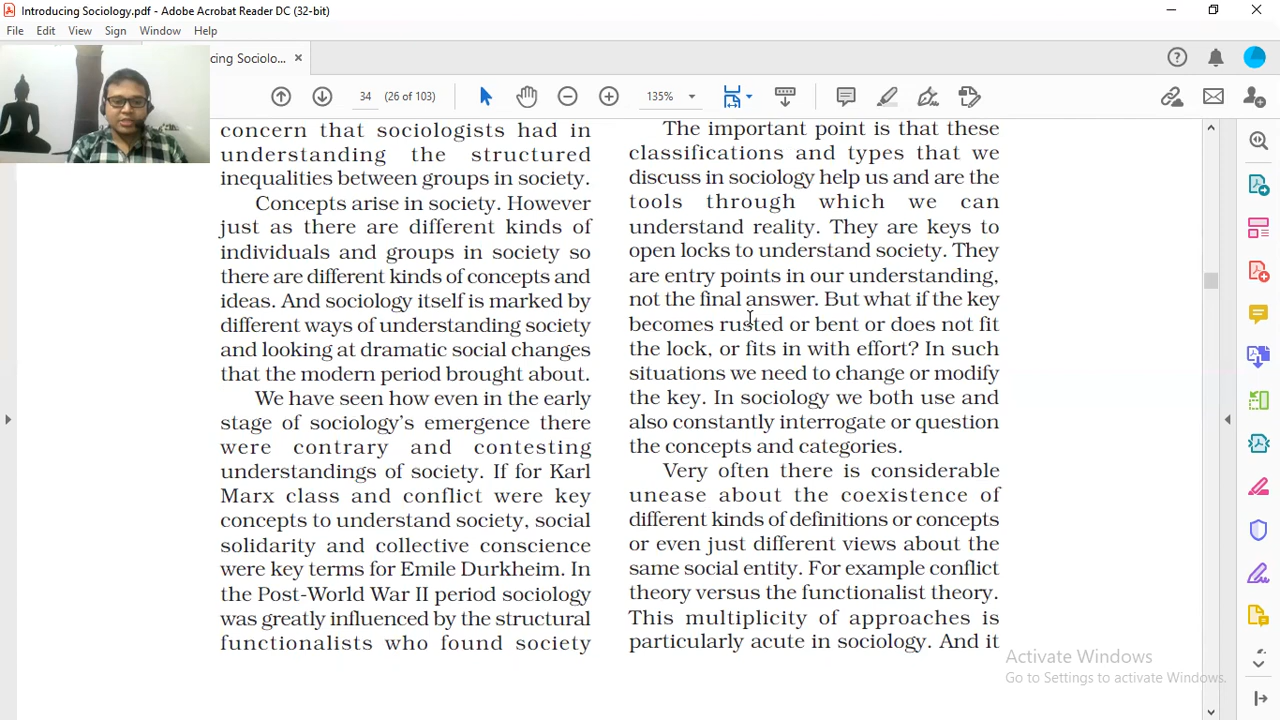 Introducing Sociology.pdf - Adobe Acrobat Reader DC (32-bit)
File Edit View Sign Window Help
cing Sociolo...
34 (26 of 103)
135%
concern that sociologists had in
understanding the structured
inequalities between groups in society.
Concepts arise in society. However
just as there are different kinds of
individuals and groups in society so
there are different kinds of concepts and
ideas. And sociology itself is marked by
different ways of understanding society
and looking at dramatic social changes
that the modern period brought about.
We have seen how even in the early
stage of sociology's emergence there
were contrary and contesting
understandings of society. If for Karl
Marx class and conflict were key
concepts to understand society, social
solidarity and collective conscience
were key terms for Emile Durkheim. In
the Post-World War II period sociology
was greatly influenced by the structural
functionalists who found society
The important point is that these
classifications and types that we
discuss in sociology help us and are the
tools through which we can
understand reality. They are keys to
open locks to understand society. They
are entry points in our understanding,
not the final answer. But what if the key
becomes rusted or bent or does not fit
the lock, or fits in with effort? In such
situations we need to change or modify
the key. In sociology we both use and
also constantly interrogate or question
the concepts and categories.
Very often there is considerable
unease about the coexistence of
different kinds of definitions or concepts
or even just different views about the
same social entity. For example conflict
theory versus the functionalist theory.
This multiplicity of approaches is
particularly acute in sociology. And it
Activate Windows
Go to Settings to activate Windows.